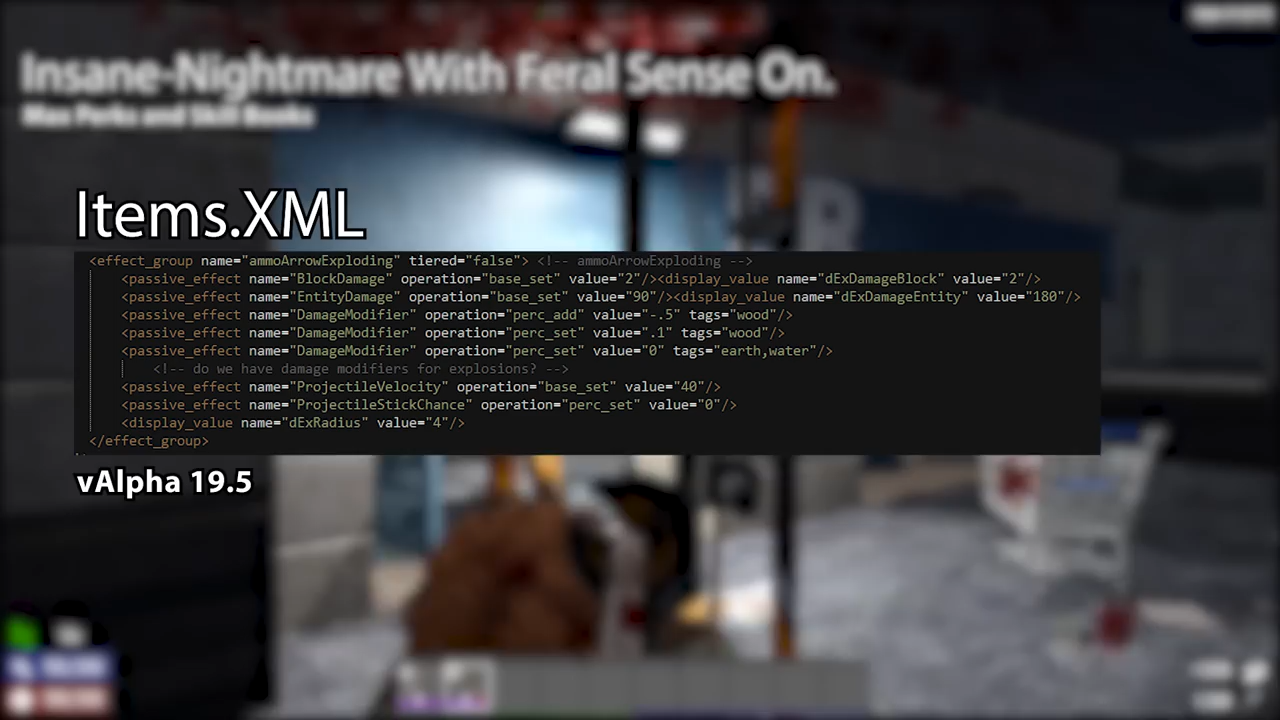 Insane-Nightmare With Feral Sense On.
Max Perks and Skill Books
Items.XML
<effect_group name="ammoArrowExploding" tiered="false"> <!-- ammoArrowExploding -->
<passive_effect name="BlockDamage" operation="base_set" value="2"/><display_value name="dExDamageBlock" value="2"/>
<passive_effect name="EntityDamage" operation="base_set" value="90"/><display_value name="dExDamageEntity" value="180"/>
<passive_effect name="DamageModifier" operation="perc_add" value="-.5" tags="wood"/>
<passive_effect name="DamageModifier" operation="perc_set" value=".1" tags="wood"/>
<passive_effect name="DamageModifier" operation="perc_set" value="0" tags="earth,water"/>
<!-- do we have damage modifiers for explosions? -->
<passive_effect name="ProjectileVelocity" operation="base_set" value="40"/>
<passive_effect name="ProjectileStickChance" operation="perc_set" value="0"/>
<display_value name="dExRadius" value="4"/>
</effect_group>
vAlpha 19.5